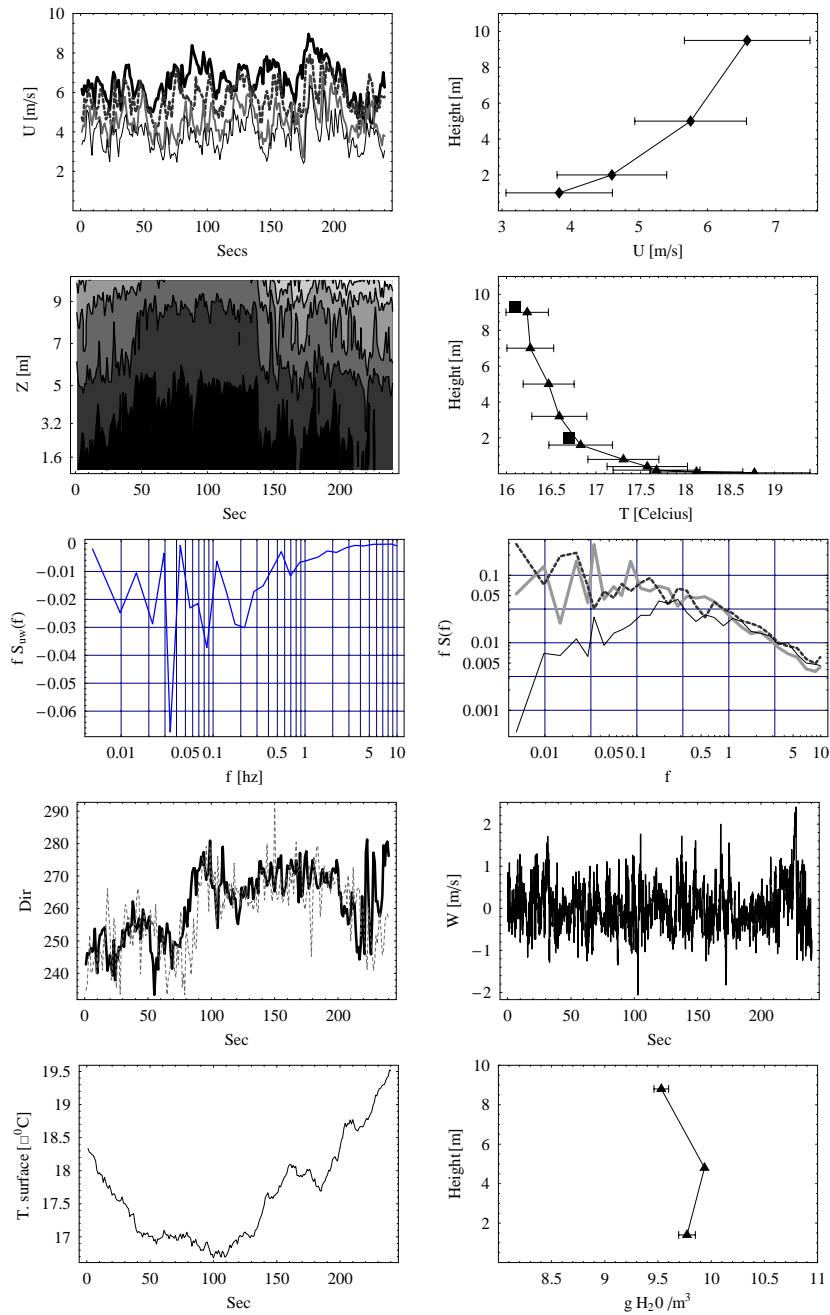 10
8
6
4
2
U [m/s]
0 50 100 150 200
Secs
10
8
6
4
2
Height [m]
3 4 5 6 7
U [m/s]
9
7
5
3.2
1.6
Z [m]
0 50 100 150 200
Sec
10
8
6
4
2
Height [m]
16 16.5 17 17.5 18 18.5 19
T [Celcius]
0
−0.01
−0.02
−0.03
−0.04
−0.05
−0.06
f Suw(f)
0.01 0.05 0.1 0.5 1 5 10
f [hz]
0.1
0.05
0.01
0.005
0.001
f S(f)
0.01 0.05 0.1 0.5 1 5 10
f
290
280
270
260
250
240
Dir
0 50 100 150 200
Sec
2
1
0
−1
−2
W [m/s]
0 50 100 150 200
Sec
19.5
19
18.5
18
17.5
17
T. surface [□⁰C]
0 50 100 150 200
Sec
10
8
6
4
2
Height [m]
8.5 9 9.5 10 10.5 11
g H₂0 /m³